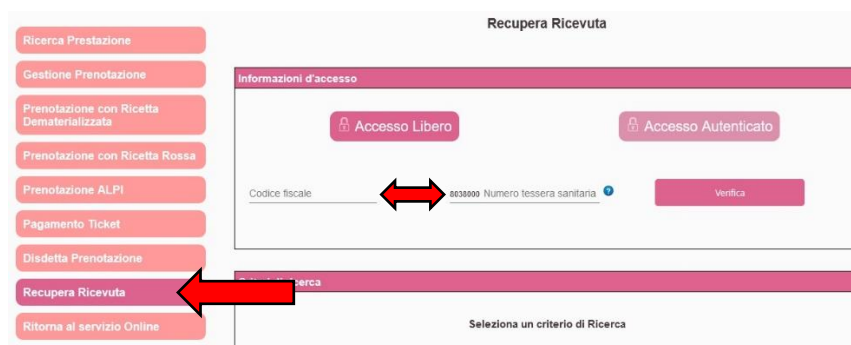 Recupera Ricevuta
Ricerca Prestazione
Gestione Prenotazione
Prenotazione con Ricetta
Dematerializzata
Prenotazione con Ricetta Rossa
Prenotazione ALPI
Pagamento Ticket
Disdetta Prenotazione
Recupera Ricevuta
Ritorna al servizio Online
Informazioni d'accesso
Accesso Libero
Accesso Autenticato
Codice fiscale
8038000 Numero tessera sanitaria ?
Verifica
Seleziona un criterio di Ricerca